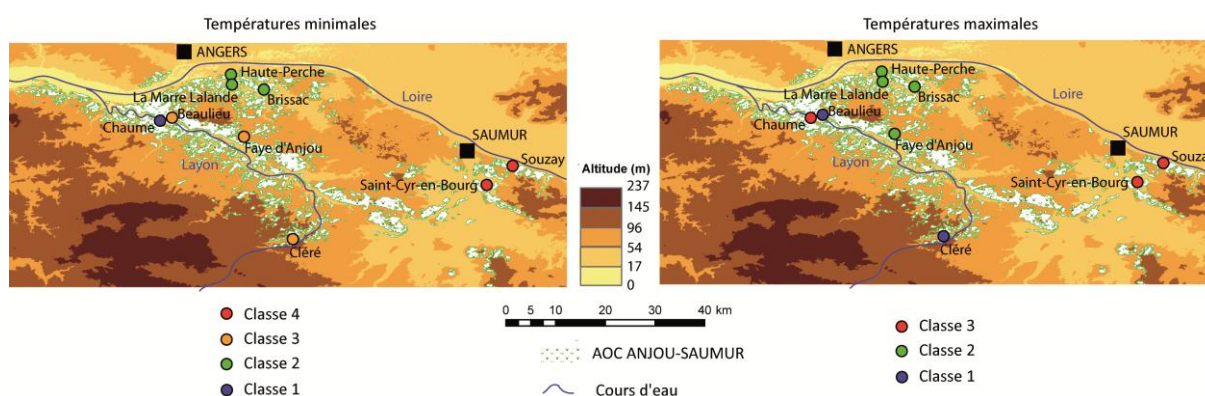 Températures minimales
ANGERS
Haute-Perche
La Marre Lalande
Brissac
Beaulieu
Chaume
Loire
Faye d'Anjou
SAUMUR
Layon
Souzay
Saint-Cyr-en-Bourg
Cléré
Classe 4
Classe 3
Classe 2
Classe 1
Altitude (m)
237
145
96
54
17
0
0 5 10 20 30 40 km
AOC ANJOU-SAUMUR
Cours d'eau
Températures maximales
ANGERS
Haute-Perche
La Marre Lalande
Brissac
Beaulieu
Chaume
Loire
Faye d'Anjou
SAUMUR
Layon
Souza
Saint-Cyr-en-Bourg
Cléré
Classe 3
Classe 2
Classe 1